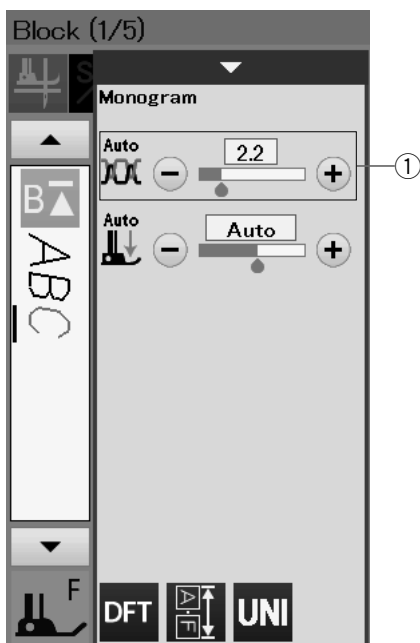 Block (1/5)
S
Monogram
Auto
2.2
①
B
Auto
Auto
ABC
F
DFT
A
F
UNI